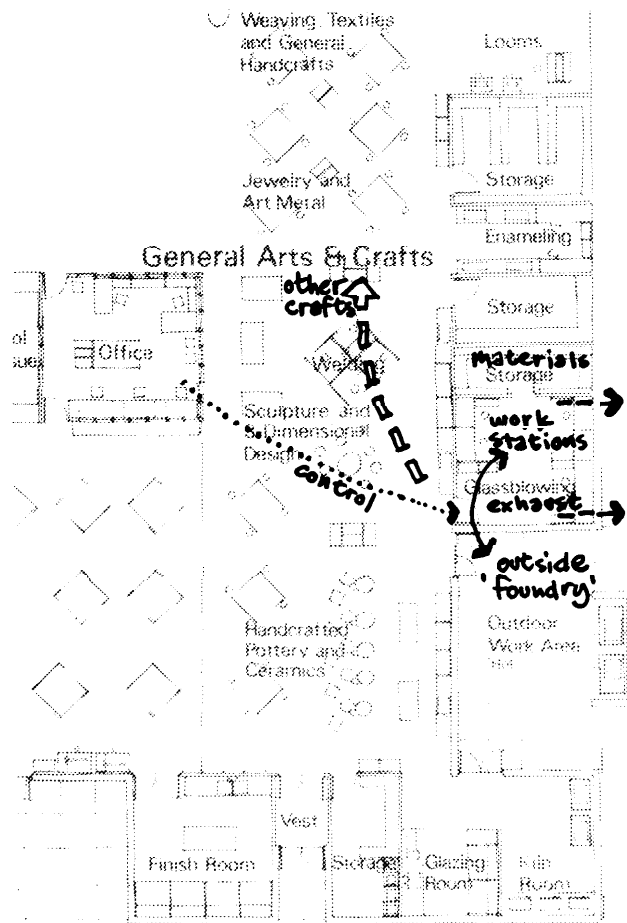 Weaving, Textiles
and General
Handcrafts
Looms
Jewelry and
Art Metal
Storage
Enameling
General Arts & Crafts
other
crafts
Storage
Office
Welding
materials
Storage
Sculpture and
3-Dimensional
Design
work
stations
control
Glassblowing
exhaust
outside
'foundry'
Handcrafted
Pottery and
Ceramics
Outdoor
Work Area
Vest
Finish Room
Storage
Glazing
Room
Kiln
Room